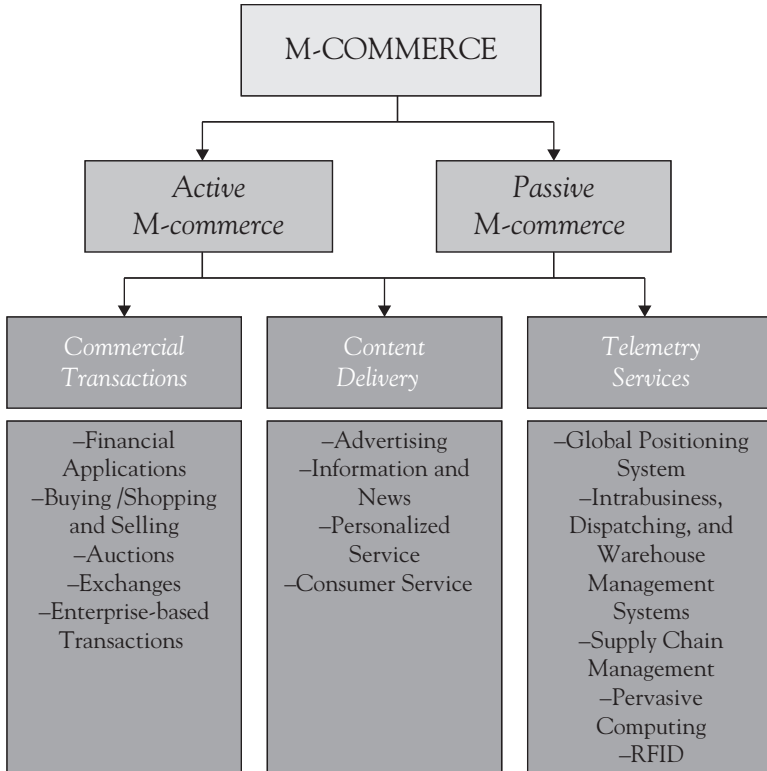 M-COMMERCE
Active
M-commerce
Passive
M-commerce
Commercial
Transactions
Content
Delivery
Telemetry
Services
–Financial
Applications
–Buying /Shopping
and Selling
–Auctions
–Exchanges
–Enterprise-based
Transactions
–Advertising
–Information and
News
–Personalized
Service
–Consumer Service
–Global Positioning
System
–Intrabusiness,
Dispatching, and
Warehouse
Management
Systems
–Supply Chain
Management
–Pervasive
Computing
–RFID